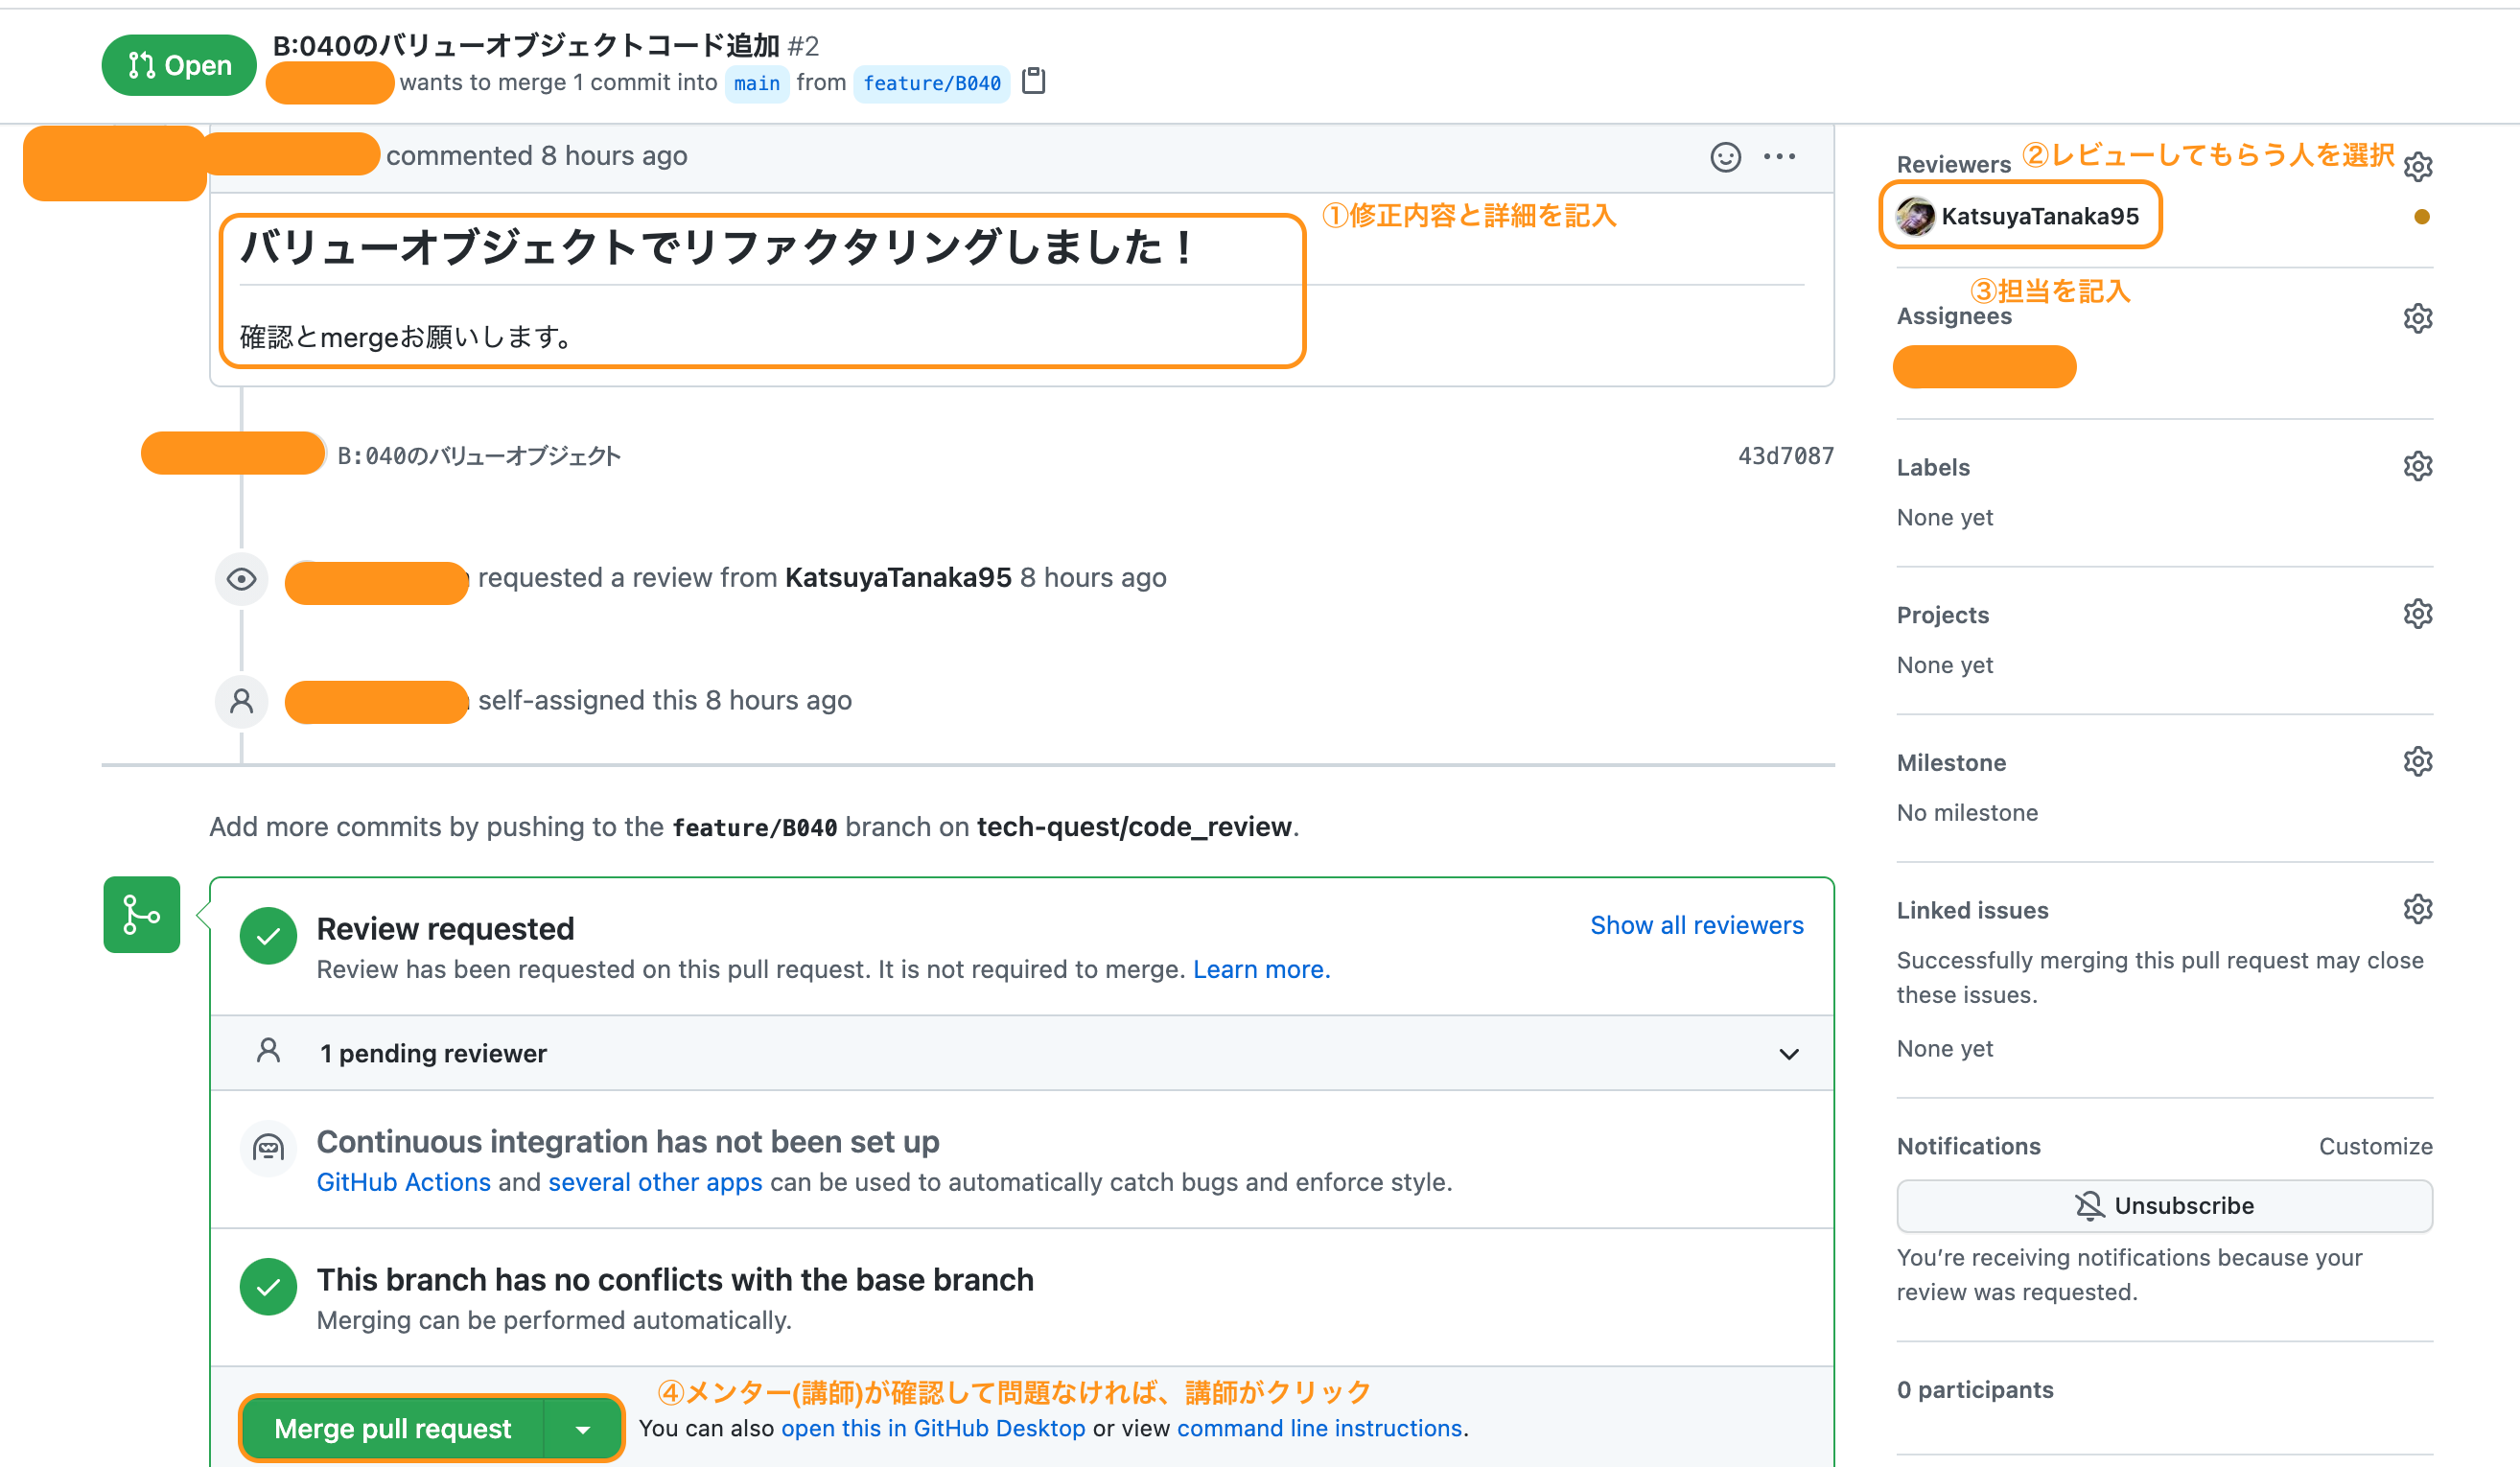 Open
B:040のバリューオブジェクトコード追加 #2
wants to merge 1 commit into main from feature/B040
commented 8 hours ago
①修正内容と詳細を記入
バリューオブジェクトでリファクタリングしました！
確認とmergeお願いします。
B:040のバリューオブジェクト 43d7087
requested a review from KatsuyaTanaka95 8 hours ago
self-assigned this 8 hours ago
Add more commits by pushing to the feature/B040 branch on tech-quest/code_review.
Review requested
Show all reviewers
Review has been requested on this pull request. It is not required to merge. Learn more.
1 pending reviewer
Continuous integration has not been set up
GitHub Actions and several other apps can be used to automatically catch bugs and enforce style.
This branch has no conflicts with the base branch
Merging can be performed automatically.
④メンター(講師)が確認して問題なければ、講師がクリック
Merge pull request
You can also open this in GitHub Desktop or view command line instructions.
Reviewers
②レビューしてもらう人を選択
KatsuyaTanaka95
③担当を記入
Assignees
Labels
None yet
Projects
None yet
Milestone
No milestone
Linked issues
Successfully merging this pull request may close
these issues.
None yet
Notifications
Customize
Unsubscribe
You’re receiving notifications because your
review was requested.
0 participants